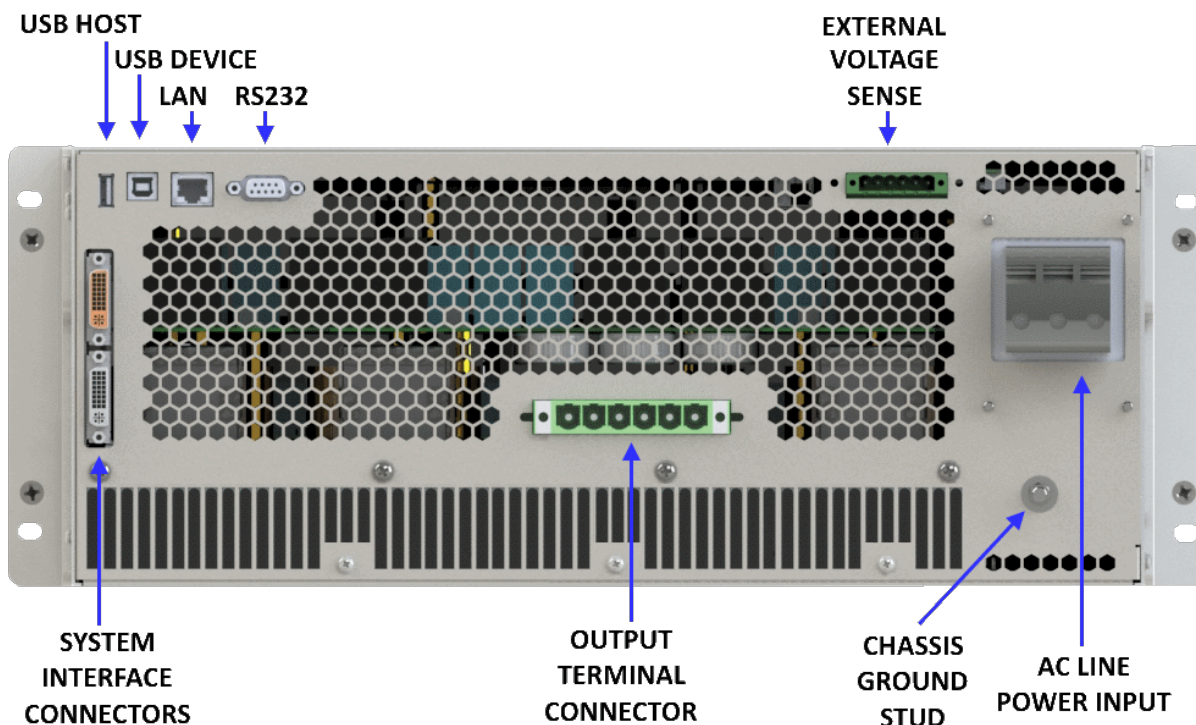 USB HOST
USB DEVICE
LAN
RS232
EXTERNAL
VOLTAGE
SENSE
SYSTEM
INTERFACE
CONNECTORS
OUTPUT
TERMINAL
CONNECTOR
CHASSIS
GROUND
STUD
AC LINE
POWER INPUT